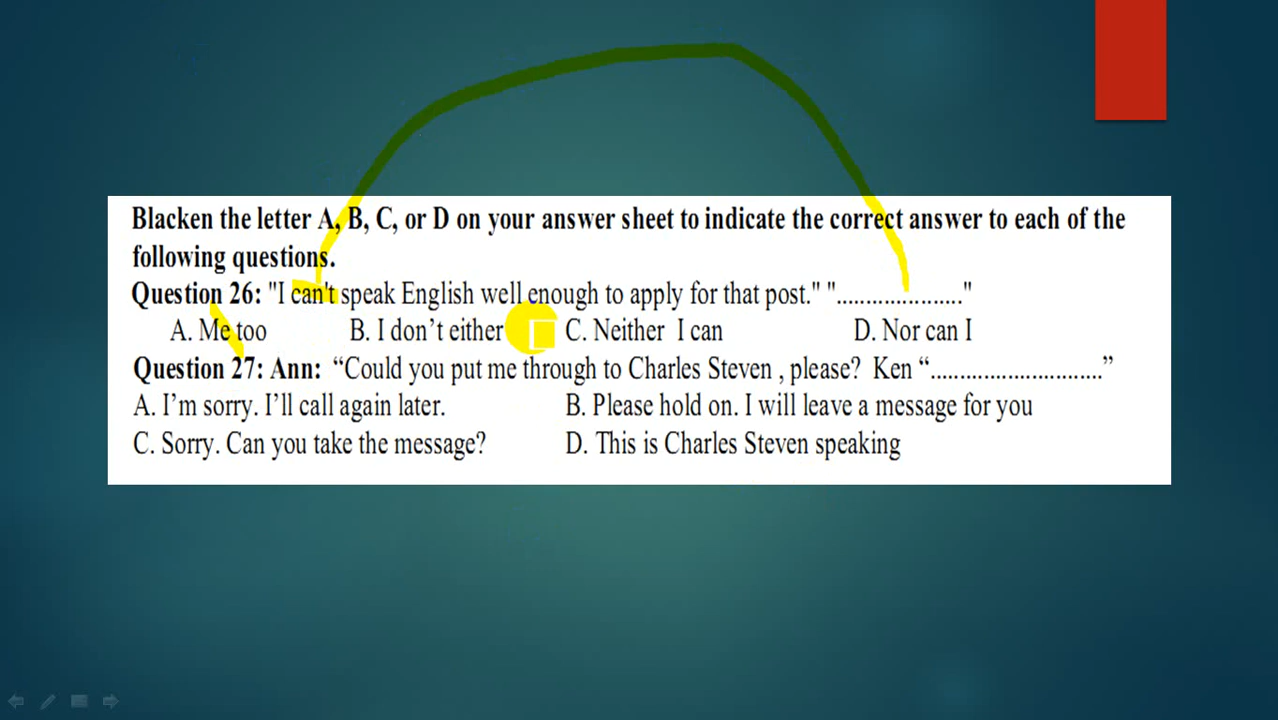 Blacken the letter A, B, C, or D on your answer sheet to indicate the correct answer to each of the
following questions.
Question 26: "I can't speak English well enough to apply for that post." "....................."
A. Me too B. I don’t either C. Neither I can D. Nor can I
Question 27: Ann: “Could you put me through to Charles Steven , please? Ken “.............................”
A. I’m sorry. I’ll call again later. B. Please hold on. I will leave a message for you
C. Sorry. Can you take the message? D. This is Charles Steven speaking